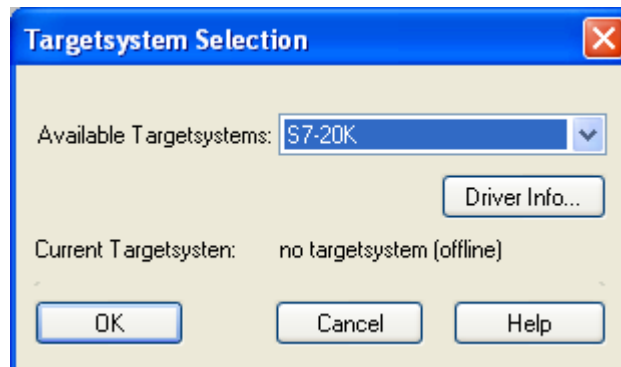 Targetsystem Selection
Available Targetsystems: S7-20K
Driver Info...
Current Targetsysten: no targetsystem (offline)
OK Cancel Help